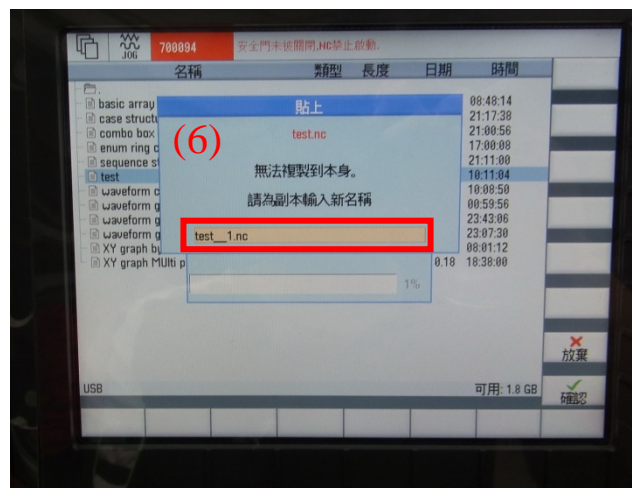 JOG
700094
安全門未被關閉,NC禁止啟動.
名稱 類型 長度 日期 時間
basic array 08:48:14
case struct 21:17:38
combo box 21:00:56
enum ring c 17:00:08
sequence s 21:11:00
test 10:11:04
waveform c 10:08:50
waveform g 00:59:56
waveform g 23:43:06
waveform g 23:07:30
XY graph b 08:01:12
XY graph MUlti p 0.18 18:38:00
貼上
(6)
test.nc
無法複製到本身。
請為副本輸入新名稱
test__1.nc
1%
放棄
USB
可用: 1.8 GB
確認